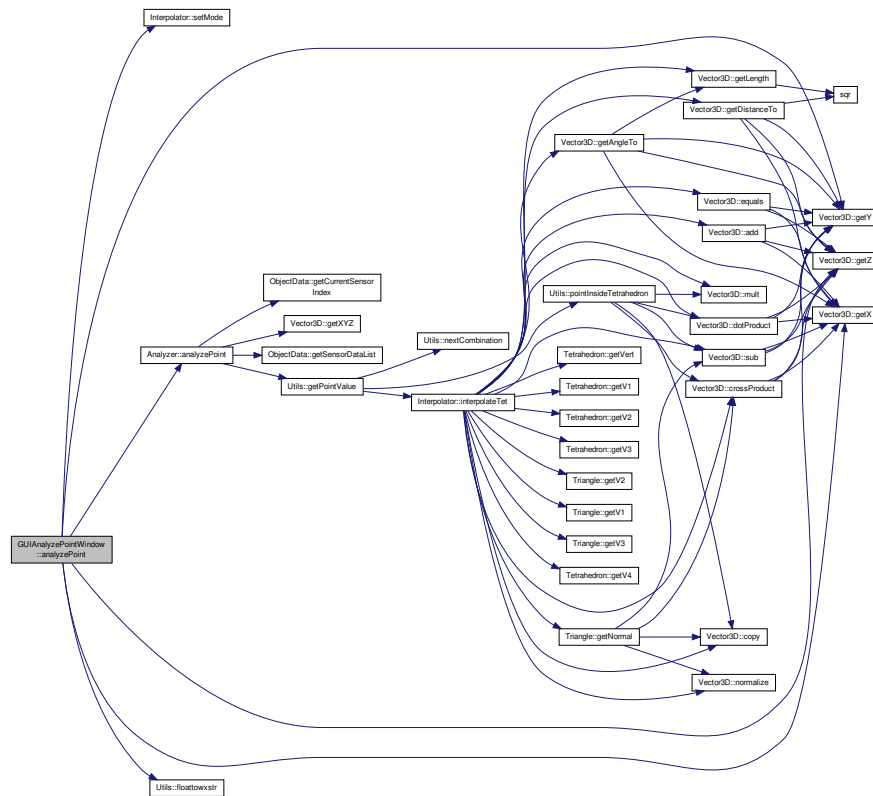 Interpolator::setMode
Vector3D::getLength
sqr
Vector3D::getDistanceTo
Vector3D::getAngleTo
Vector3D::equals
Vector3D::getY
Vector3D::add
Vector3D::getZ
ObjectData::getCurrentSensor
Index
Utils::pointInsideTetrahedron
Vector3D::mult
Vector3D::getX
Vector3D::getXYZ
Vector3D::dotProduct
Utils::nextCombination
Analyzer::analyzePoint
ObjectData::getSensorDataList
Tetrahedron::getVert
Vector3D::sub
Utils::getPointValue
Tetrahedron::getV1
Vector3D::crossProduct
Interpolator::interpolateTet
Tetrahedron::getV2
Tetrahedron::getV3
Triangle::getV2
Triangle::getV1
GUIAnalyzePointWindow
::analyzePoint
Triangle::getV3
Tetrahedron::getV4
Triangle::getNormal
Vector3D::copy
Vector3D::normalize
Utils::floattowxstr